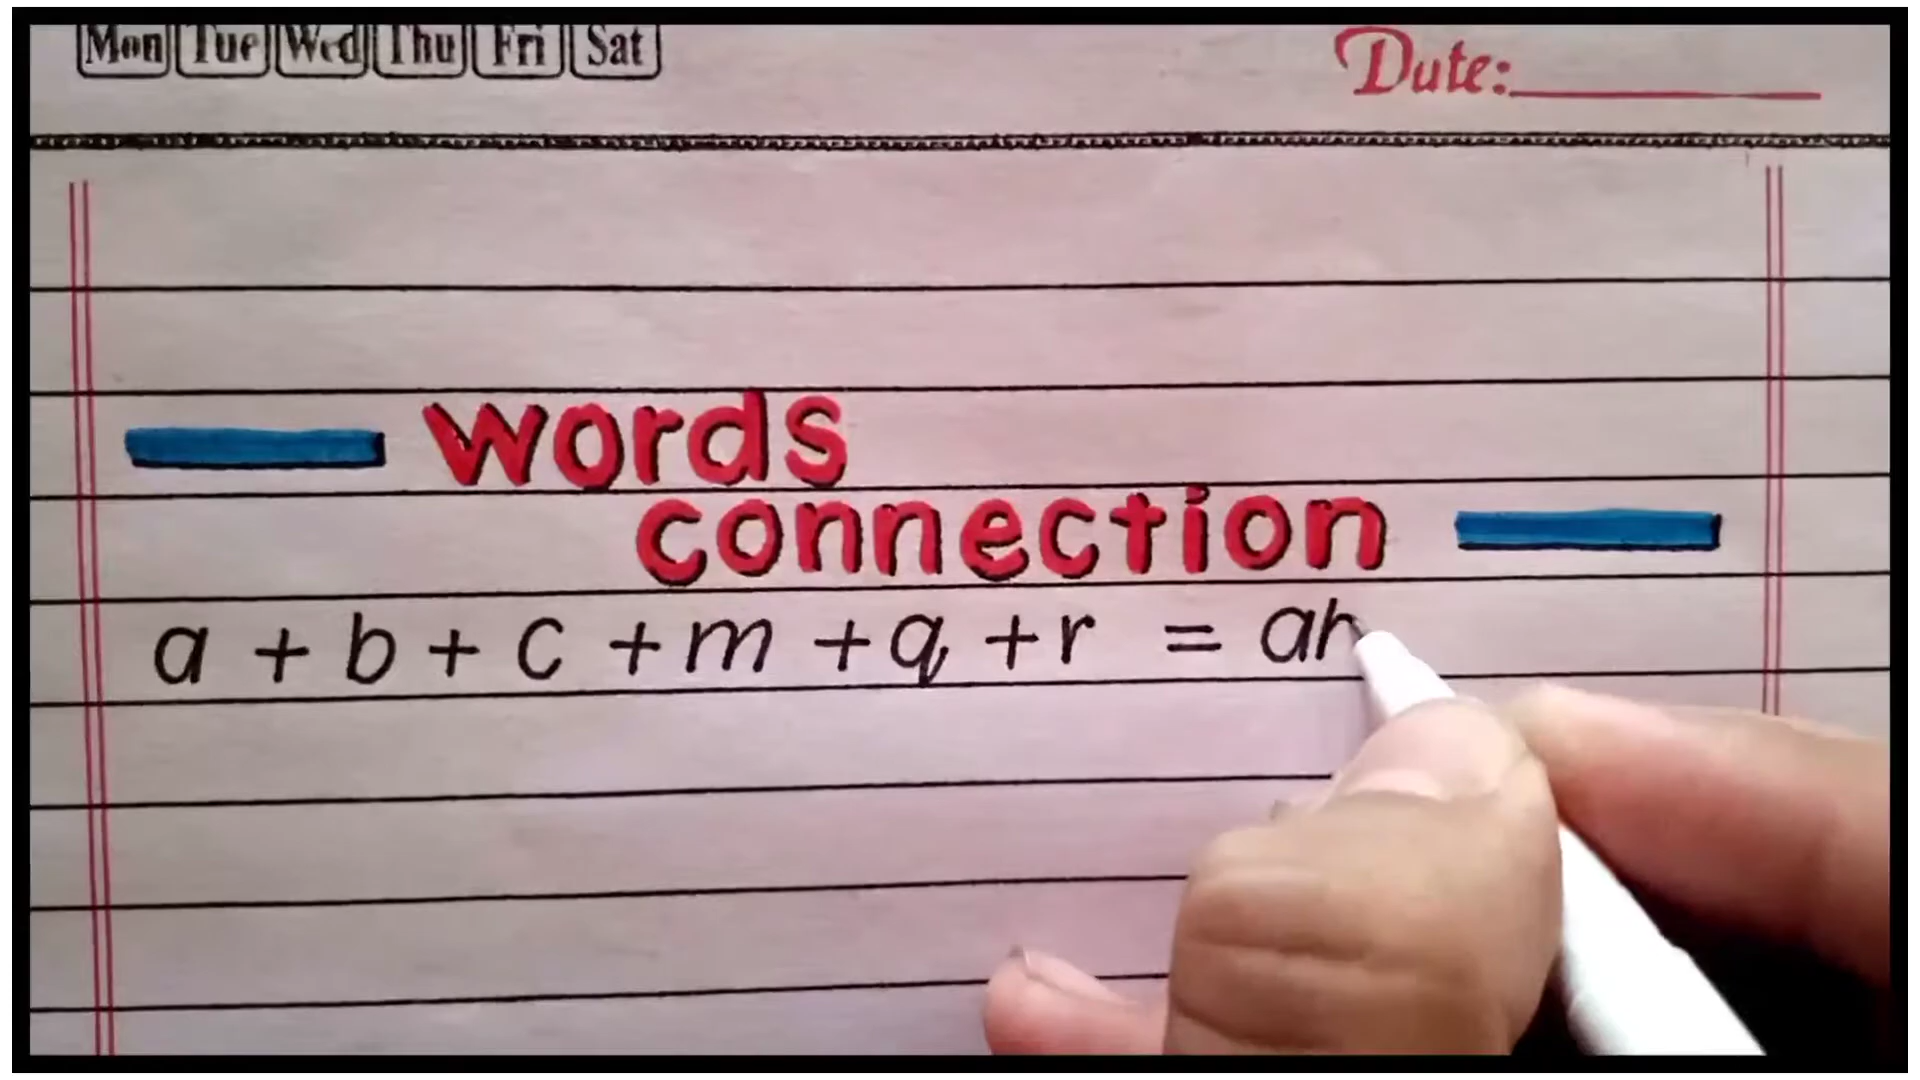 Mon Tue Wed Thu Fri Sat Date:
words
connection
a + b + c + m + q + r = a